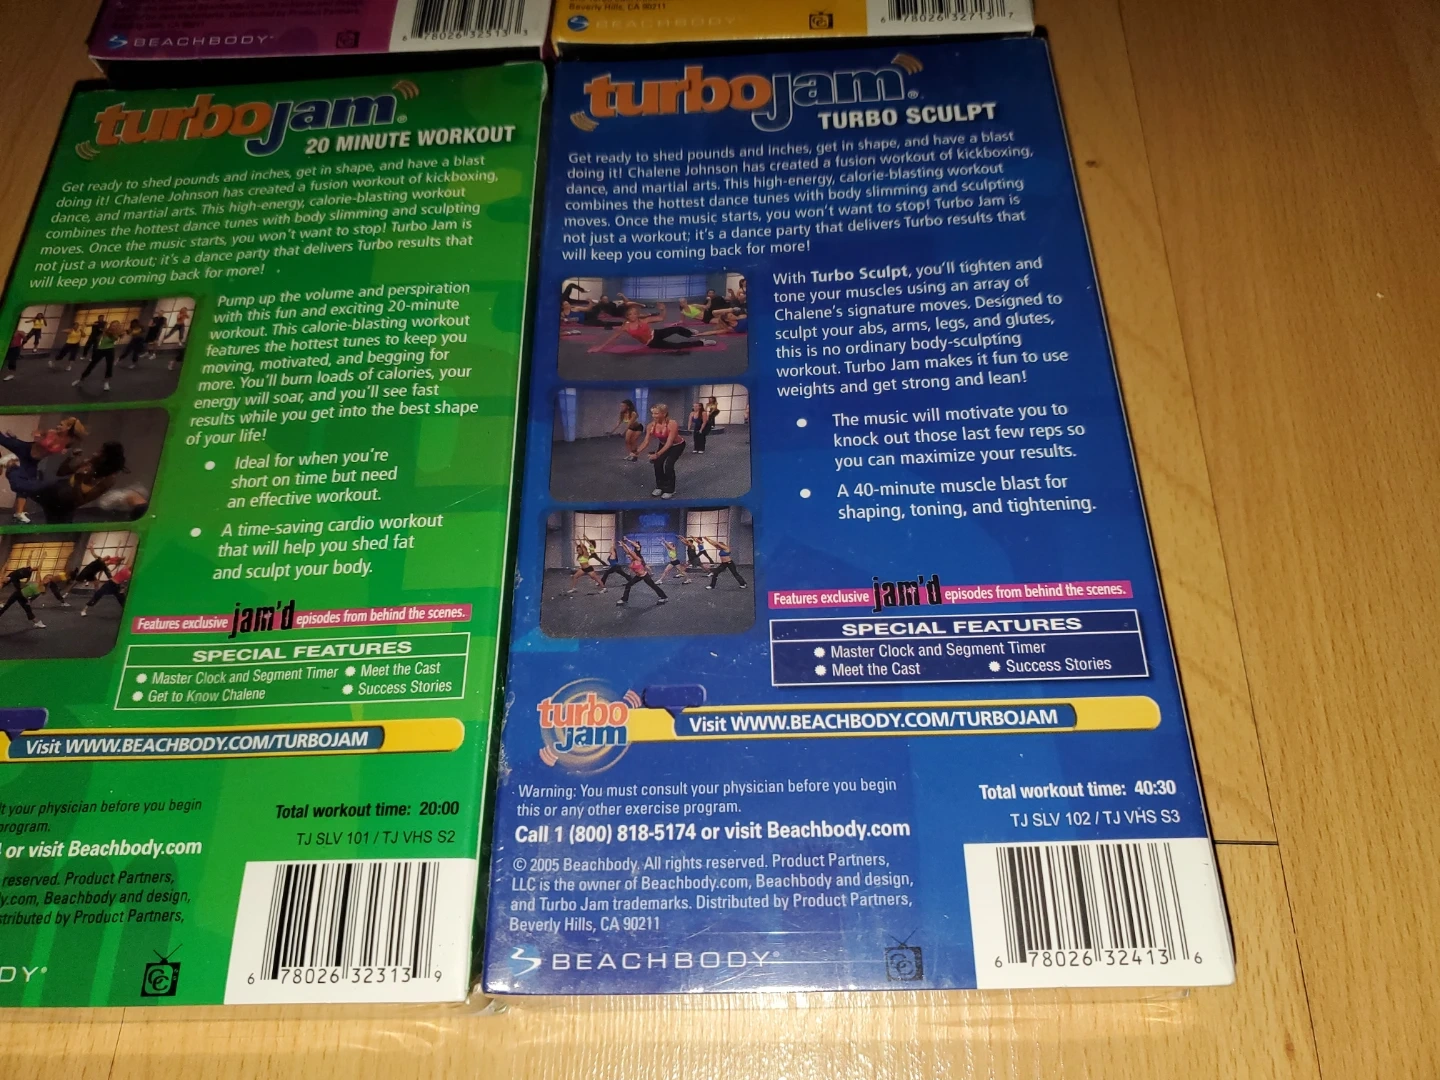 BEACHBODY
6 78026 32513 3
Beverly Hills, CA 90211
BEACHBODY
6 78026 32713 7
turbojam®
20 MINUTE WORKOUT
Get ready to shed pounds and inches, get in shape, and have a blast
doing it! Chalene Johnson has created a fusion workout of kickboxing,
dance, and martial arts. This high-energy, calorie-blasting workout
combines the hottest dance tunes with body slimming and sculpting
moves. Once the music starts, you won't want to stop! Turbo Jam is
not just a workout; it's a dance party that delivers Turbo results that
will keep you coming back for more!
Pump up the volume and perspiration
with this fun and exciting 20-minute
workout. This calorie-blasting workout
features the hottest tunes to keep you
moving, motivated, and begging for
more. You'll burn loads of calories, your
energy will soar, and you'll see fast
results while you get into the best shape
of your life!
• Ideal for when you're
short on time but need
an effective workout.
• A time-saving cardio workout
that will help you shed fat
and sculpt your body.
Features exclusive jam'd episodes from behind the scenes.
SPECIAL FEATURES
Master Clock and Segment Timer Meet the Cast
Get to Know Chalene Success Stories
Visit WWW.BEACHBODY.COM/TURBOJAM
your physician before you begin
program.
or visit Beachbody.com
reserved. Product Partners,
.com, Beachbody and design,
by Product Partners,
Total workout time: 20:00
TJ SLV 101 / TJ VHS S2
DY®
CC
6 78026 32313 9
turbojam®
TURBO SCULPT
Get ready to shed pounds and inches, get in shape, and have a blast
doing it! Chalene Johnson has created a fusion workout of kickboxing,
dance, and martial arts. This high-energy, calorie-blasting workout
combines the hottest dance tunes with body slimming and sculpting
moves. Once the music starts, you won't want to stop! Turbo Jam is
not just a workout; it's a dance party that delivers Turbo results that
will keep you coming back for more!
With Turbo Sculpt, you'll tighten and
tone your muscles using an array of
Chalene's signature moves. Designed to
sculpt your abs, arms, legs, and glutes,
this is no ordinary body-sculpting
workout. Turbo Jam makes it fun to use
weights and get strong and lean!
• The music will motivate you to
knock out those last few reps so
you can maximize your results.
• A 40-minute muscle blast for
shaping, toning, and tightening.
Features exclusive jam'd episodes from behind the scenes.
SPECIAL FEATURES
Master Clock and Segment Timer
Meet the Cast Success Stories
turbo jam
Visit WWW.BEACHBODY.COM/TURBOJAM
Warning: You must consult your physician before you begin
this or any other exercise program.
Call 1 (800) 818-5174 or visit Beachbody.com
© 2005 Beachbody. All rights reserved. Product Partners,
LLC is the owner of Beachbody.com, Beachbody and design,
and Turbo Jam trademarks. Distributed by Product Partners,
Beverly Hills, CA 90211
Total workout time: 40:30
TJ SLV 102 / TJ VHS S3
BEACHBODY®
CC
6 78026 32413 6